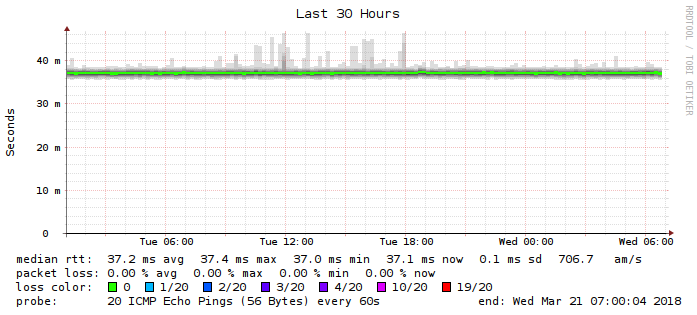 Last 30 Hours
RRDTOOL / TOBI OETIKER
Seconds
40 m
30 m
20 m
10 m
0
Tue 06:00 Tue 12:00 Tue 18:00 Wed 00:00 Wed 06:00
median rtt: 37.2 ms avg 37.4 ms max 37.0 ms min 37.1 ms now 0.1 ms sd 706.7 am/s
packet loss: 0.00 % avg 0.00 % max 0.00 % min 0.00 % now
loss color: 0 1/20 2/20 3/20 4/20 10/20 19/20
probe: 20 ICMP Echo Pings (56 Bytes) every 60s end: Wed Mar 21 07:00:04 2018